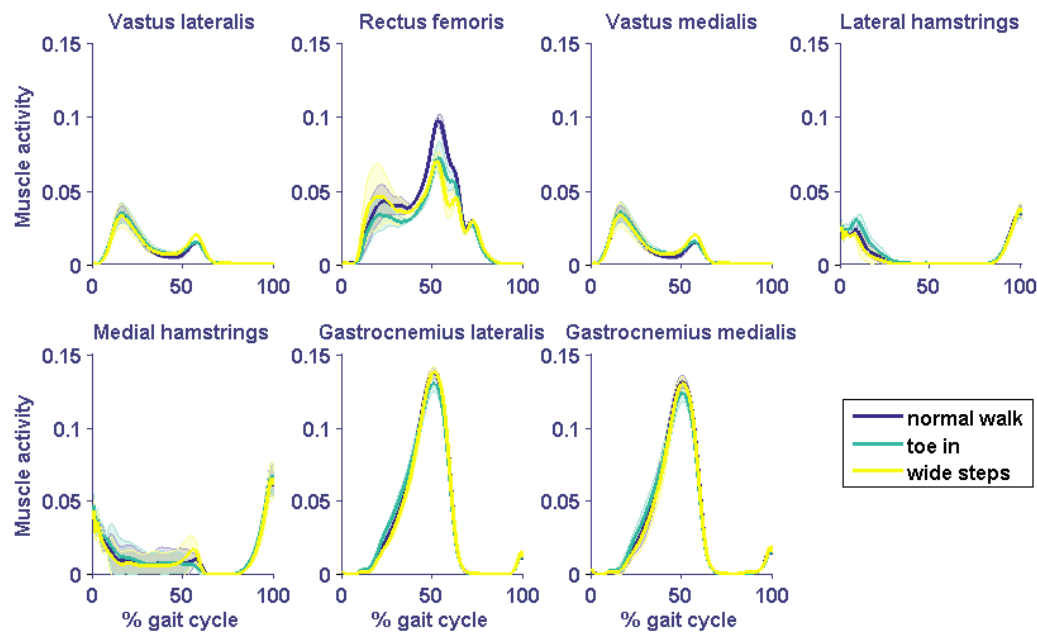 Vastus lateralis
Rectus femoris
Vastus medialis
Lateral hamstrings
Muscle activity
0.15
0.1
0.05
0
0 50 100
0.15
0.1
0.05
0
0 50 100
0.15
0.1
0.05
0
0 50 100
0.15
0.1
0.05
0
0 50 100
Medial hamstrings
Gastrocnemius lateralis
Gastrocnemius medialis
Muscle activity
0.15
0.1
0.05
0
0 50 100
% gait cycle
0.15
0.1
0.05
0
0 50 100
% gait cycle
0.15
0.1
0.05
0
0 50 100
% gait cycle
normal walk
toe in
wide steps